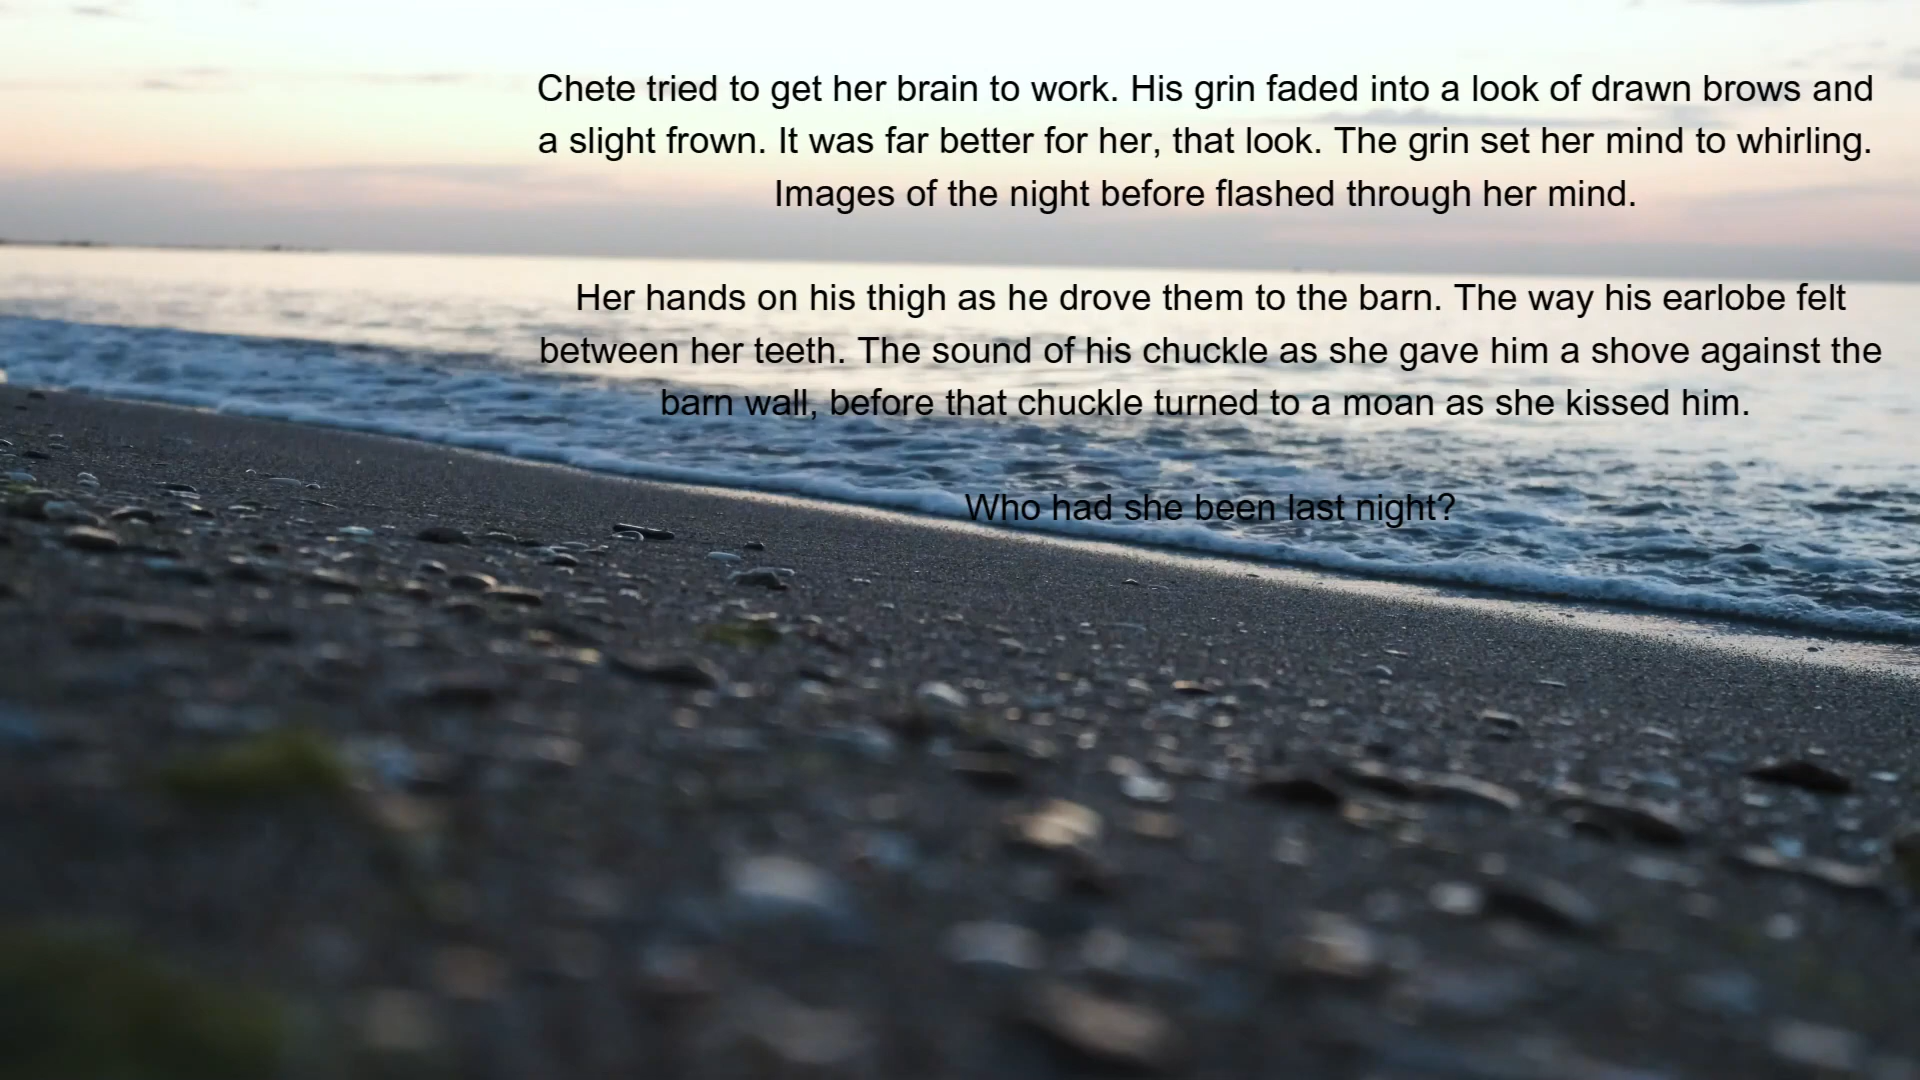 Chete tried to get her brain to work. His grin faded into a look of drawn brows and
a slight frown. It was far better for her, that look. The grin set her mind to whirling.
Images of the night before flashed through her mind.
Her hands on his thigh as he drove them to the barn. The way his earlobe felt
between her teeth. The sound of his chuckle as she gave him a shove against the
barn wall, before that chuckle turned to a moan as she kissed him.
Who had she been last night?